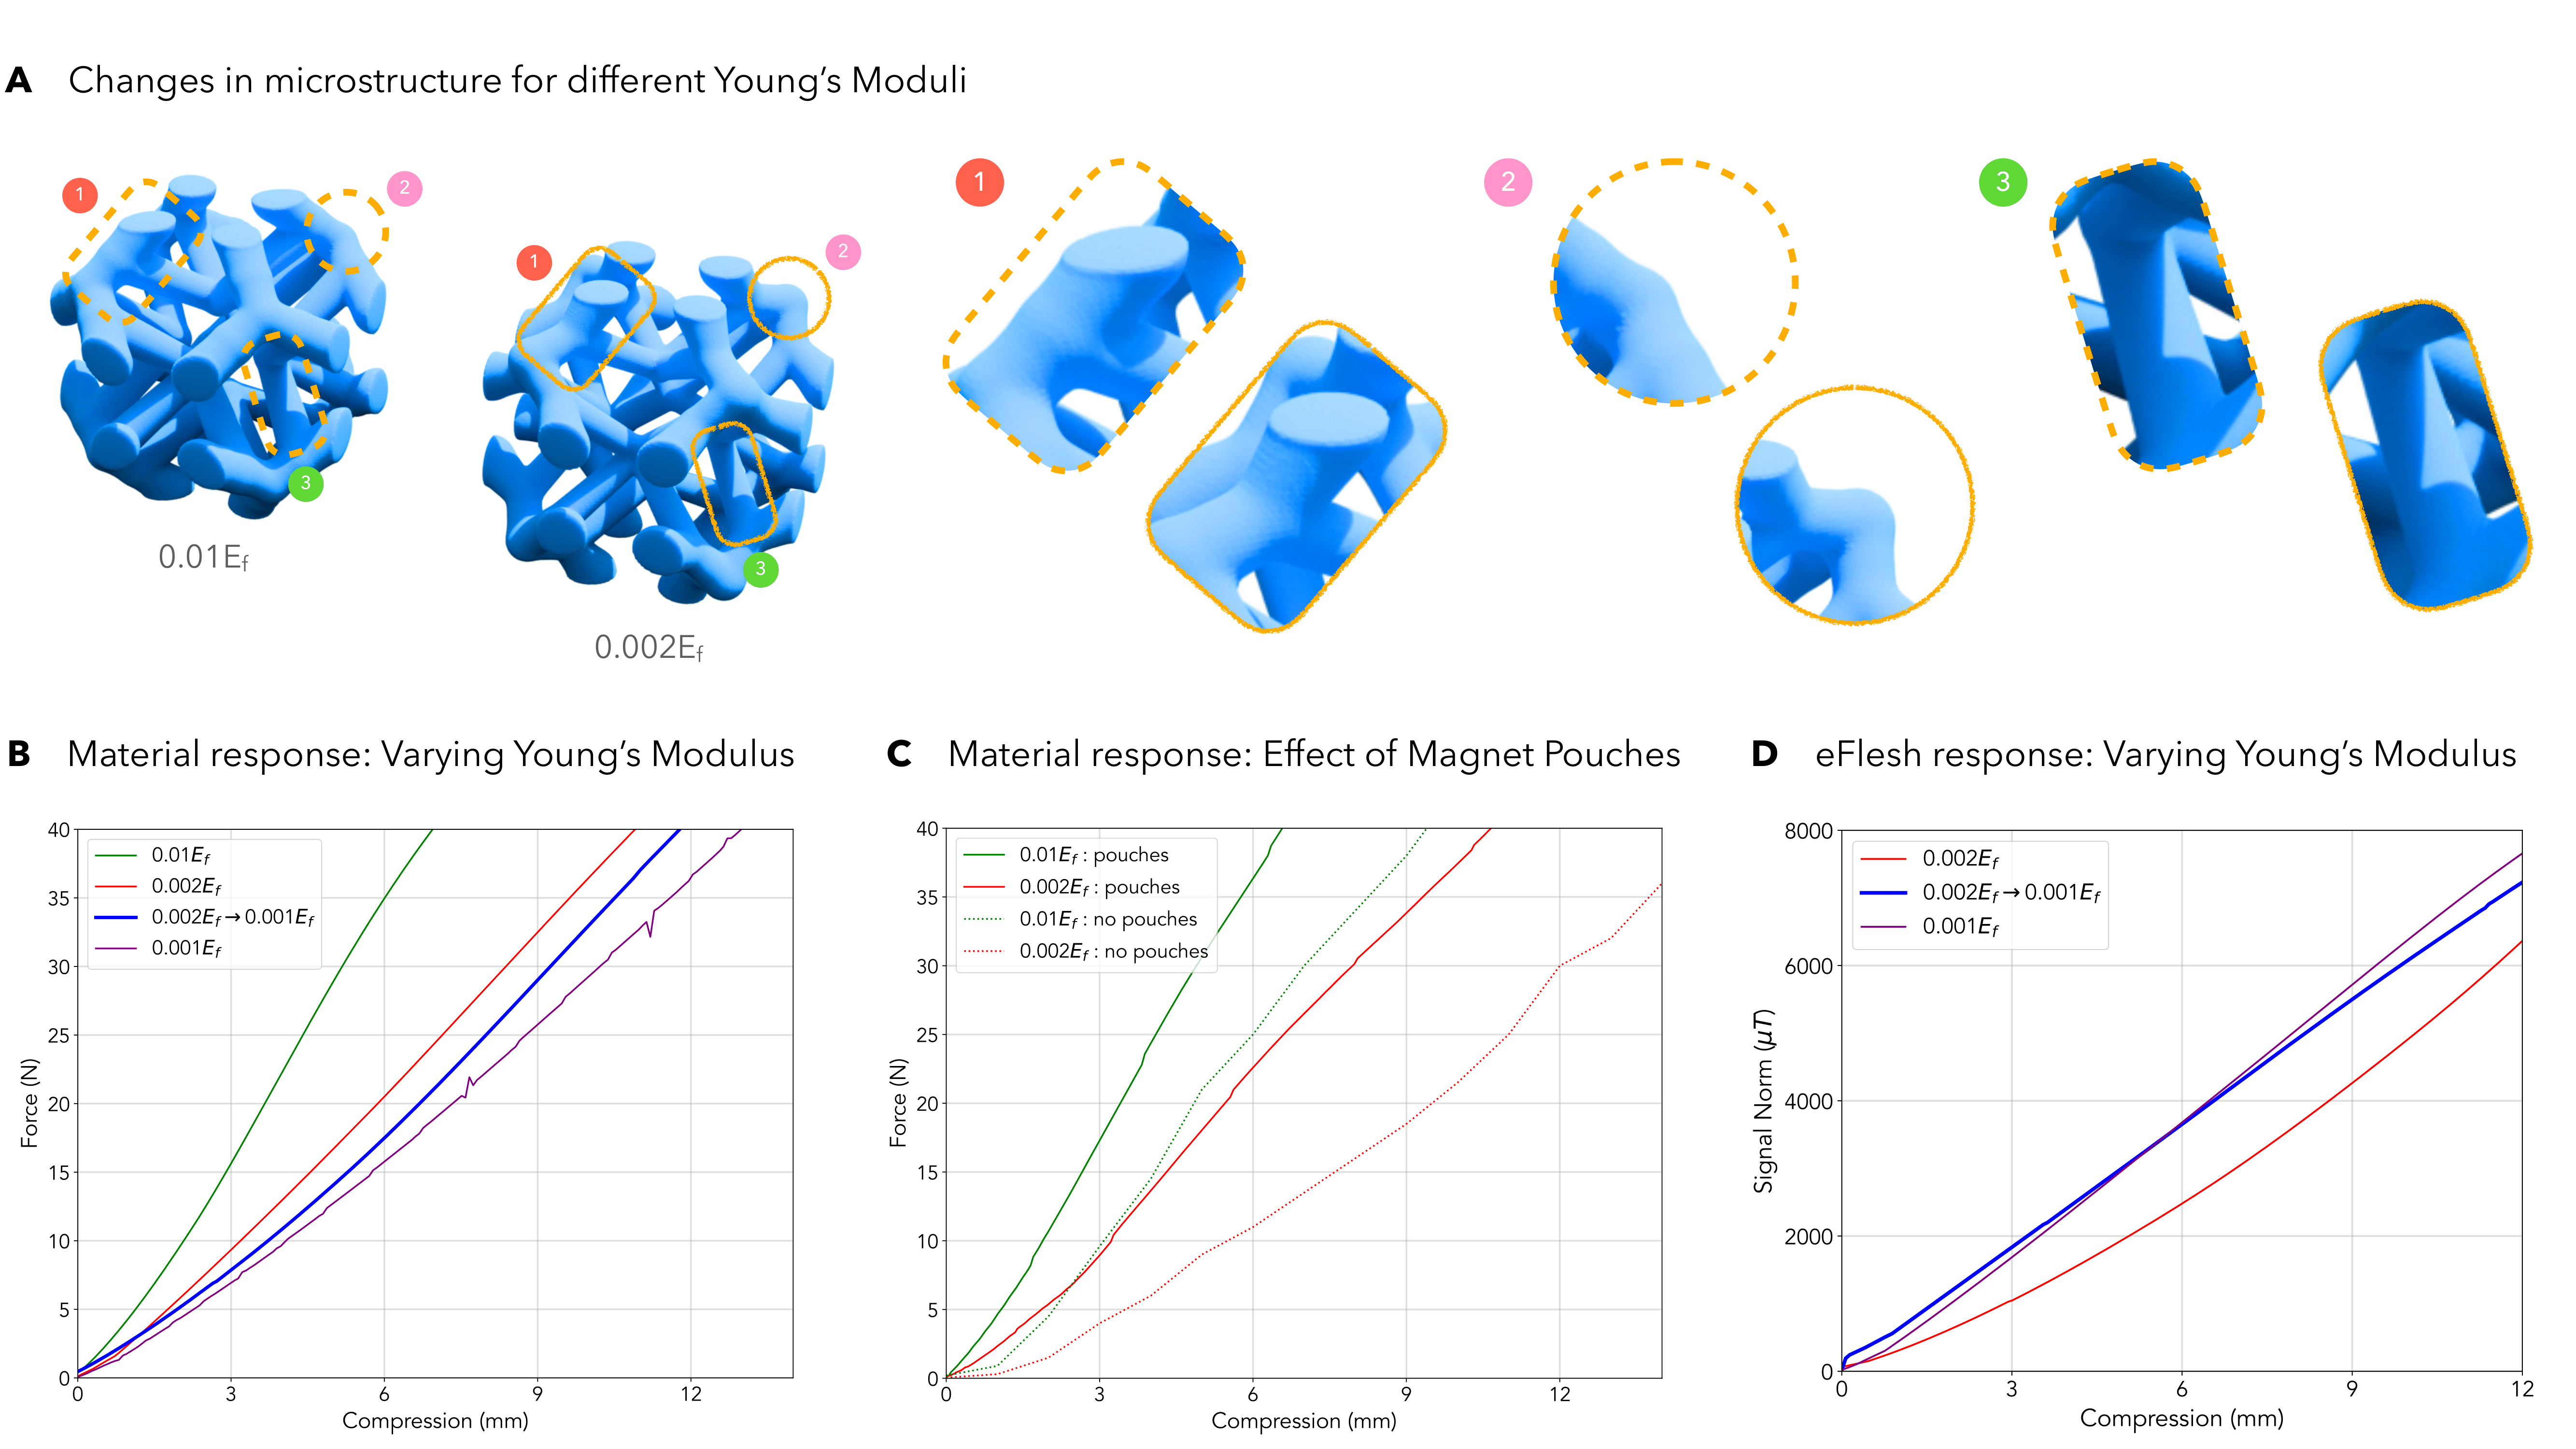 A Changes in microstructure for different Young's Moduli
1
2
1
2
3
3
0.01Ef
0.002Ef
1
2
3
B Material response: Varying Young's Modulus
Force (N)
40
35
30
25
20
15
10
5
0
0.01Ef
0.002Ef
0.002Ef→0.001Ef
0.001Ef
0 3 6 9 12
Compression (mm)
C Material response: Effect of Magnet Pouches
Force (N)
40
35
30
25
20
15
10
5
0
0.01Ef : pouches
0.002Ef : pouches
0.01Ef : no pouches
0.002Ef : no pouches
0 3 6 9 12
Compression (mm)
D eFlesh response: Varying Young's Modulus
Signal Norm (μT)
8000
6000
4000
2000
0
0.002Ef
0.002Ef→0.001Ef
0.001Ef
0 3 6 9 12
Compression (mm)